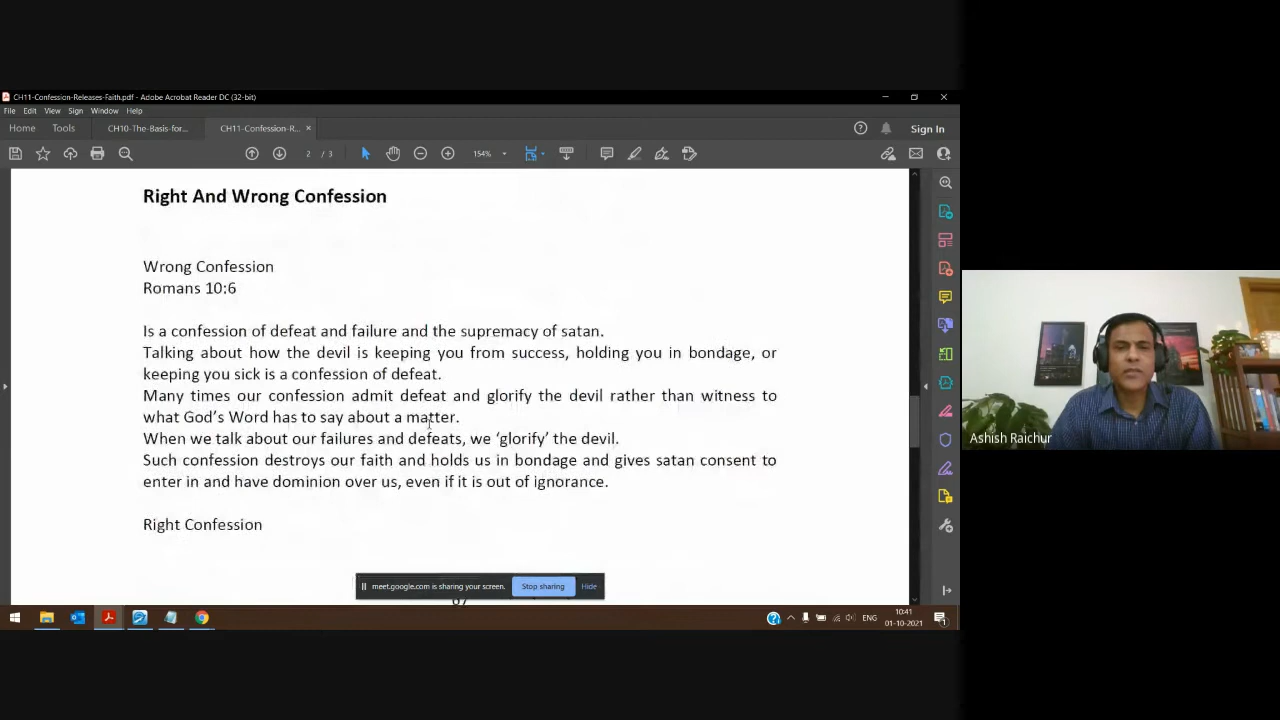 CH11-Confession-Releases-Faith.pdf - Adobe Acrobat Reader DC (32-bit)
File Edit View Sign Window Help
Home Tools CH10-The-Basis-for... CH11-Confession-R... × Sign In
2 / 3 154%
Right And Wrong Confession
Wrong Confession
Romans 10:6
Is a confession of defeat and failure and the supremacy of satan.
Talking about how the devil is keeping you from success, holding you in bondage, or
keeping you sick is a confession of defeat.
Many times our confession admit defeat and glorify the devil rather than witness to
what God's Word has to say about a matter.
When we talk about our failures and defeats, we ‘glorify’ the devil.
Such confession destroys our faith and holds us in bondage and gives satan consent to
enter in and have dominion over us, even if it is out of ignorance.
Right Confession
meet.google.com is sharing your screen. Stop sharing Hide
Ashish Raichur
ENG
10:41
01-10-2021